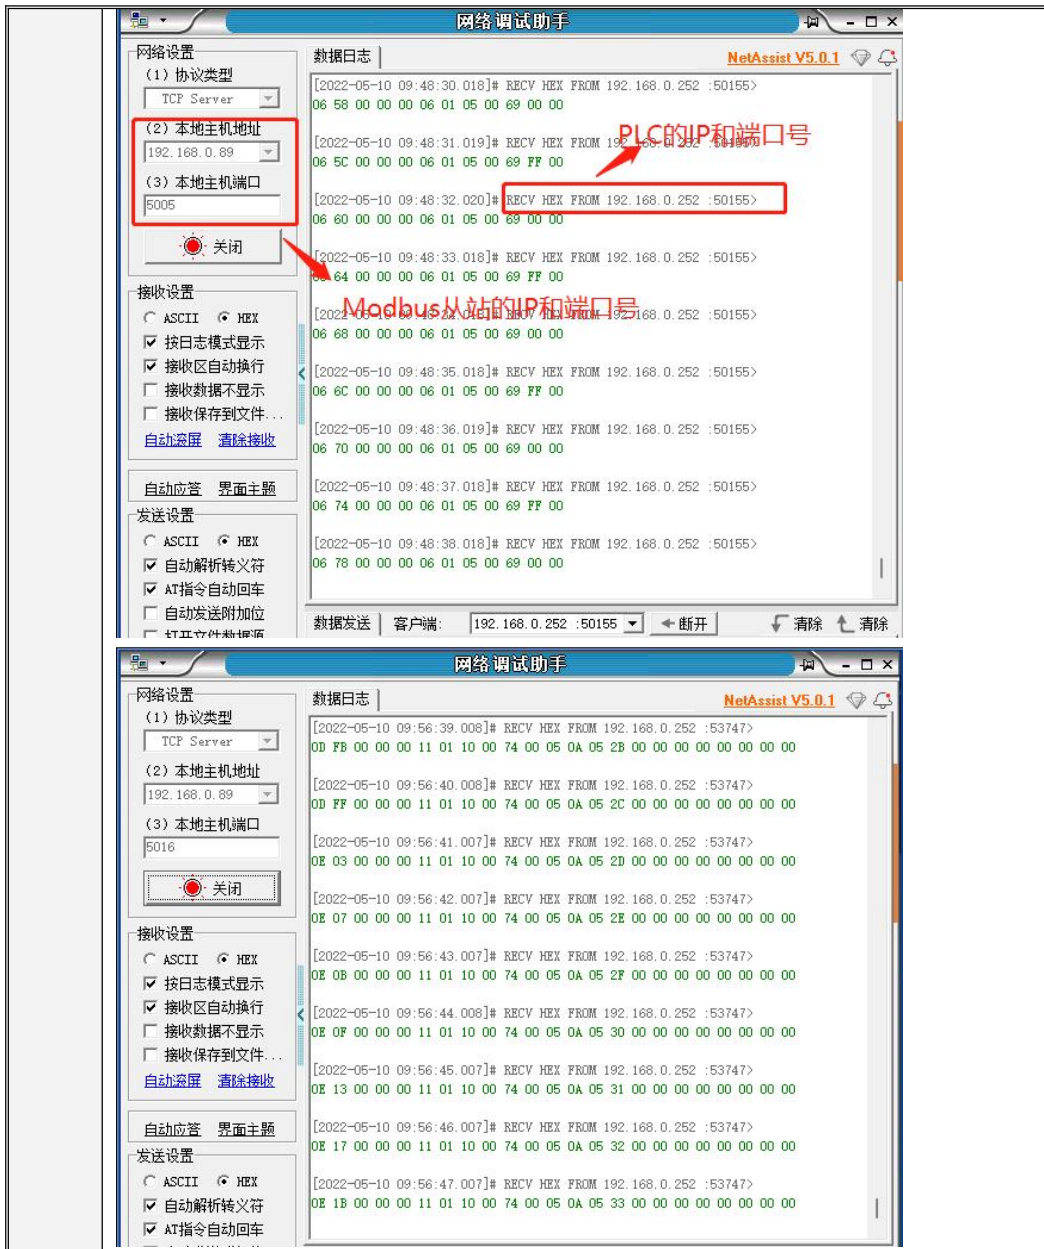 网络调试助手
网络设置
(1) 协议类型
TCP Server
(2) 本地主机地址
192.168.0.89
(3) 本地主机端口
5005
关闭
接收设置
ASCII HEX
按日志模式显示
接收区自动换行
接收数据不显示
接收保存到文件...
自动滚屏 清除接收
自动应答 界面主题
发送设置
ASCII HEX
自动解析转义符
AT指令自动回车
自动发送附加位
打开文件数据源
数据日志
NetAssist V5.0.1
[2022-05-10 09:48:30.018]# RECV HEX FROM 192.168.0.252 :50155>
06 58 00 00 00 06 01 05 00 69 00 00
PLC的IP和端口号
[2022-05-10 09:48:31.019]# RECV HEX FROM 192.168.0.252 :50155>
06 5C 00 00 00 06 01 05 00 69 FF 00
[2022-05-10 09:48:32.020]# RECV HEX FROM 192.168.0.252 :50155>
06 60 00 00 00 06 01 05 00 69 00 00
[2022-05-10 09:48:33.018]# RECV HEX FROM 192.168.0.252 :50155>
06 64 00 00 00 06 01 05 00 69 FF 00
Modbus从站的IP和端口号
RECV HEX FROM 192.168.0.252 :50155>
06 68 00 00 00 06 01 05 00 69 00 00
[2022-05-10 09:48:35.018]# RECV HEX FROM 192.168.0.252 :50155>
06 6C 00 00 00 06 01 05 00 69 FF 00
[2022-05-10 09:48:36.019]# RECV HEX FROM 192.168.0.252 :50155>
06 70 00 00 00 06 01 05 00 69 00 00
[2022-05-10 09:48:37.018]# RECV HEX FROM 192.168.0.252 :50155>
06 74 00 00 00 06 01 05 00 69 FF 00
[2022-05-10 09:48:38.018]# RECV HEX FROM 192.168.0.252 :50155>
06 78 00 00 00 06 01 05 00 69 00 00
数据发送 客户端: 192.168.0.252 :50155 断开 清除 清除
网络调试助手
网络设置
(1) 协议类型
TCP Server
(2) 本地主机地址
192.168.0.89
(3) 本地主机端口
5016
关闭
接收设置
ASCII HEX
按日志模式显示
接收区自动换行
接收数据不显示
接收保存到文件...
自动滚屏 清除接收
自动应答 界面主题
发送设置
ASCII HEX
自动解析转义符
AT指令自动回车
数据日志
NetAssist V5.0.1
[2022-05-10 09:56:39.008]# RECV HEX FROM 192.168.0.252 :53747>
0D FB 00 00 00 11 01 10 00 74 00 05 0A 05 2B 00 00 00 00 00 00 00 00
[2022-05-10 09:56:40.008]# RECV HEX FROM 192.168.0.252 :53747>
0D FF 00 00 00 11 01 10 00 74 00 05 0A 05 2C 00 00 00 00 00 00 00 00
[2022-05-10 09:56:41.007]# RECV HEX FROM 192.168.0.252 :53747>
0E 03 00 00 00 11 01 10 00 74 00 05 0A 05 2D 00 00 00 00 00 00 00 00
[2022-05-10 09:56:42.007]# RECV HEX FROM 192.168.0.252 :53747>
0E 07 00 00 00 11 01 10 00 74 00 05 0A 05 2E 00 00 00 00 00 00 00 00
[2022-05-10 09:56:43.007]# RECV HEX FROM 192.168.0.252 :53747>
0E 0B 00 00 00 11 01 10 00 74 00 05 0A 05 2F 00 00 00 00 00 00 00 00
[2022-05-10 09:56:44.008]# RECV HEX FROM 192.168.0.252 :53747>
0E 0F 00 00 00 11 01 10 00 74 00 05 0A 05 30 00 00 00 00 00 00 00 00
[2022-05-10 09:56:45.007]# RECV HEX FROM 192.168.0.252 :53747>
0E 13 00 00 00 11 01 10 00 74 00 05 0A 05 31 00 00 00 00 00 00 00 00
[2022-05-10 09:56:46.007]# RECV HEX FROM 192.168.0.252 :53747>
0E 17 00 00 00 11 01 10 00 74 00 05 0A 05 32 00 00 00 00 00 00 00 00
[2022-05-10 09:56:47.007]# RECV HEX FROM 192.168.0.252 :53747>
0E 1B 00 00 00 11 01 10 00 74 00 05 0A 05 33 00 00 00 00 00 00 00 00